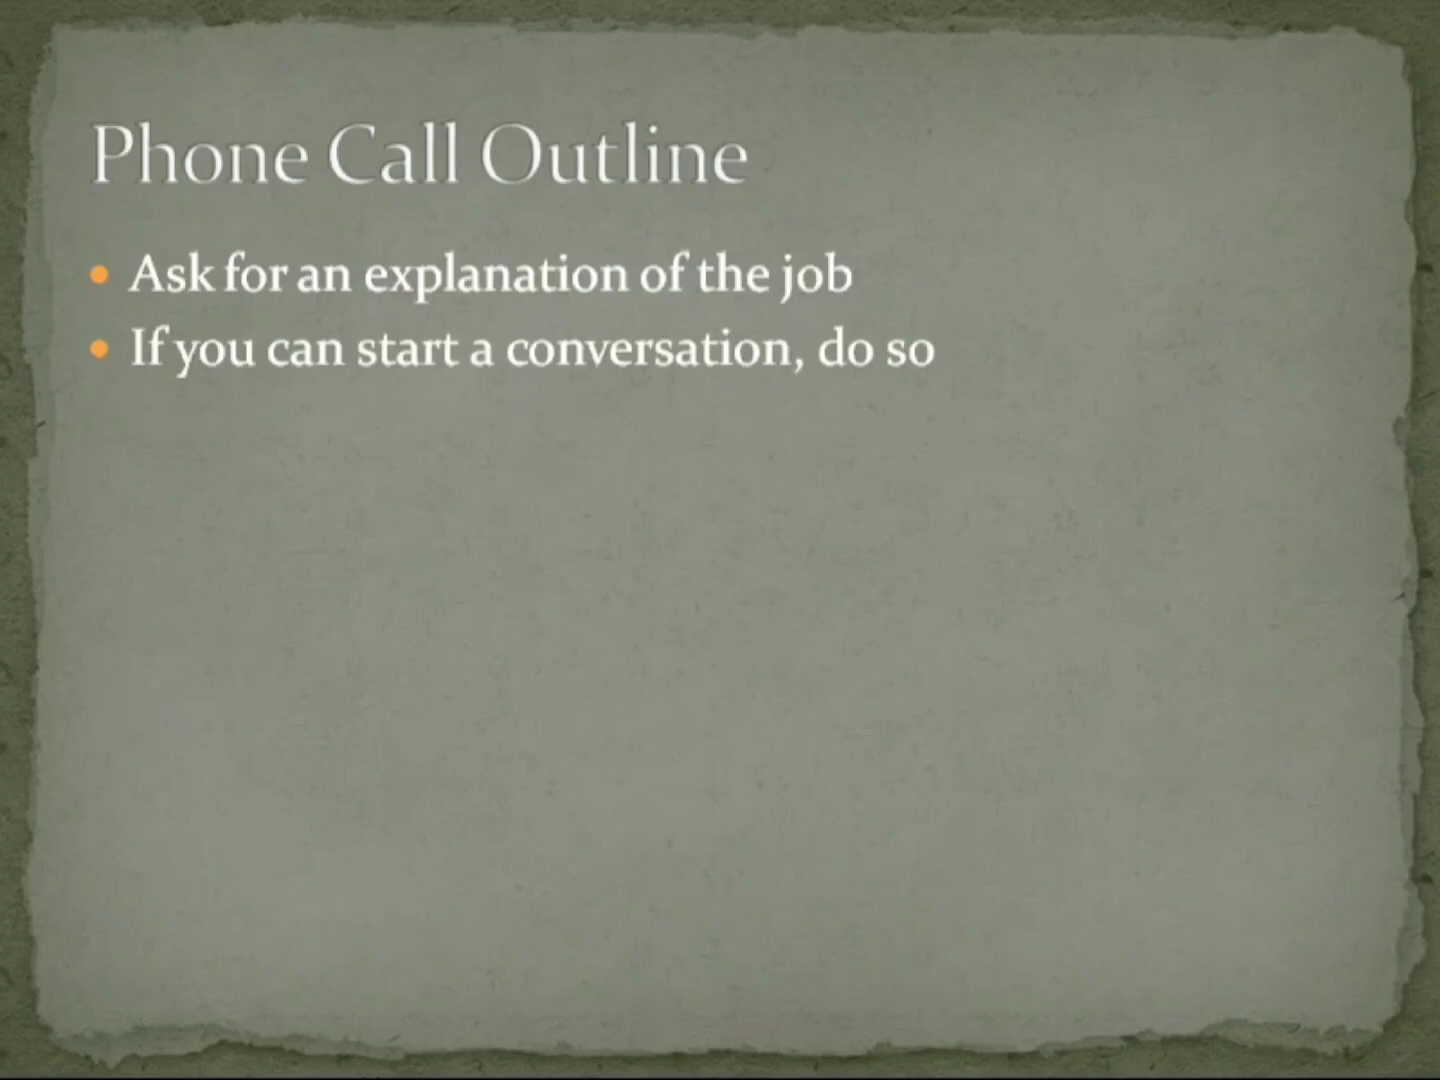 Phone Call Outline
Ask for an explanation of the job
If you can start a conversation, do so